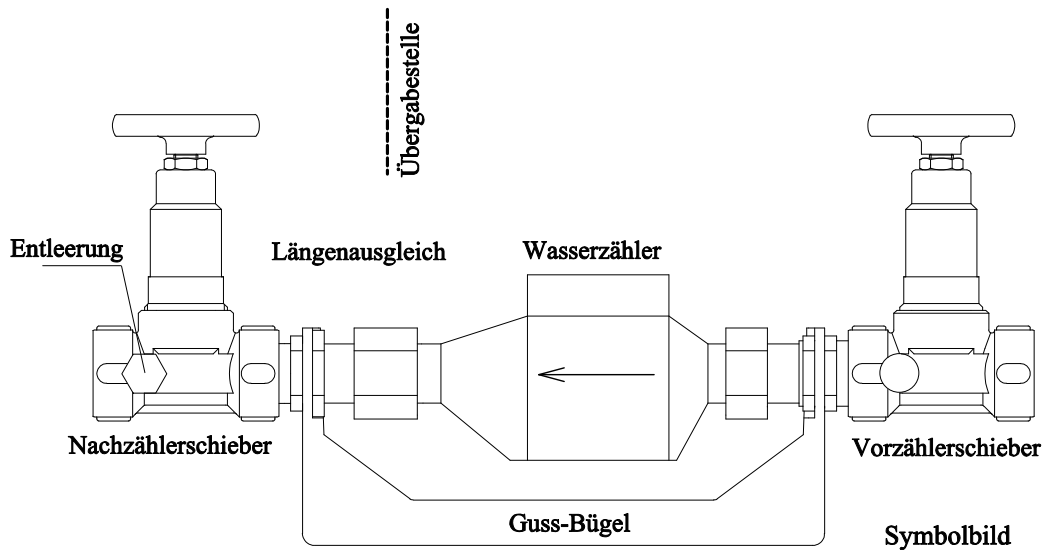 Übergabestelle
Entleerung
Längenausgleich
Wasserzähler
Nachzählerschieber
Vorzählerschieber
Guss-Bügel
Symbolbild